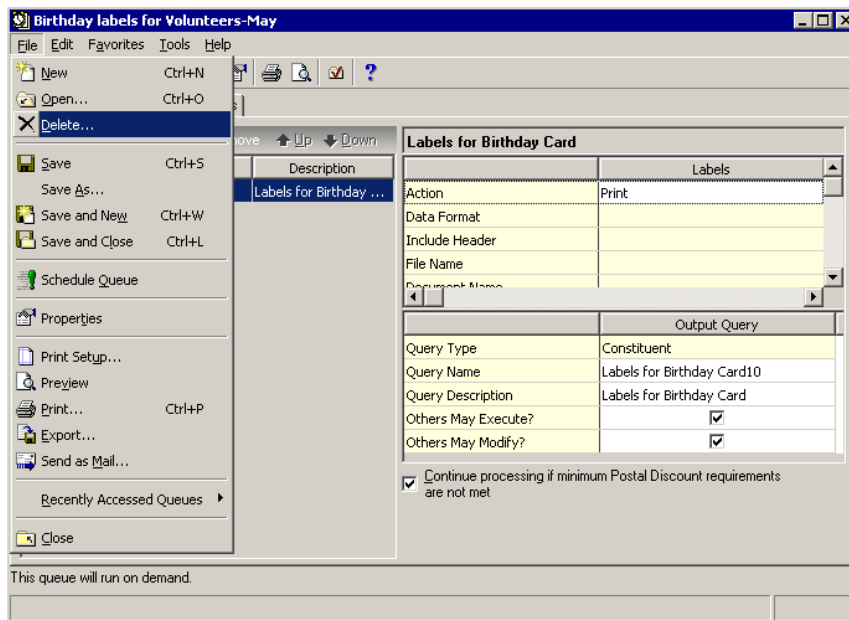 Birthday labels for Volunteers-May
File Edit Favorites Tools Help
New Ctrl+N
Open... Ctrl+O
Delete...
Save Ctrl+S
Save As...
Save and New Ctrl+W
Save and Close Ctrl+L
Schedule Queue
Properties
Print Setup...
Preview
Print... Ctrl+P
Export...
Send as Mail...
Recently Accessed Queues
Close
Up Down
Description
Labels for Birthday ...
Labels for Birthday Card
Labels
Action Print
Data Format
Include Header
File Name
Document Name
Output Query
Query Type Constituent
Query Name Labels for Birthday Card10
Query Description Labels for Birthday Card
Others May Execute?
Others May Modify?
Continue processing if minimum Postal Discount requirements
are not met
This queue will run on demand.